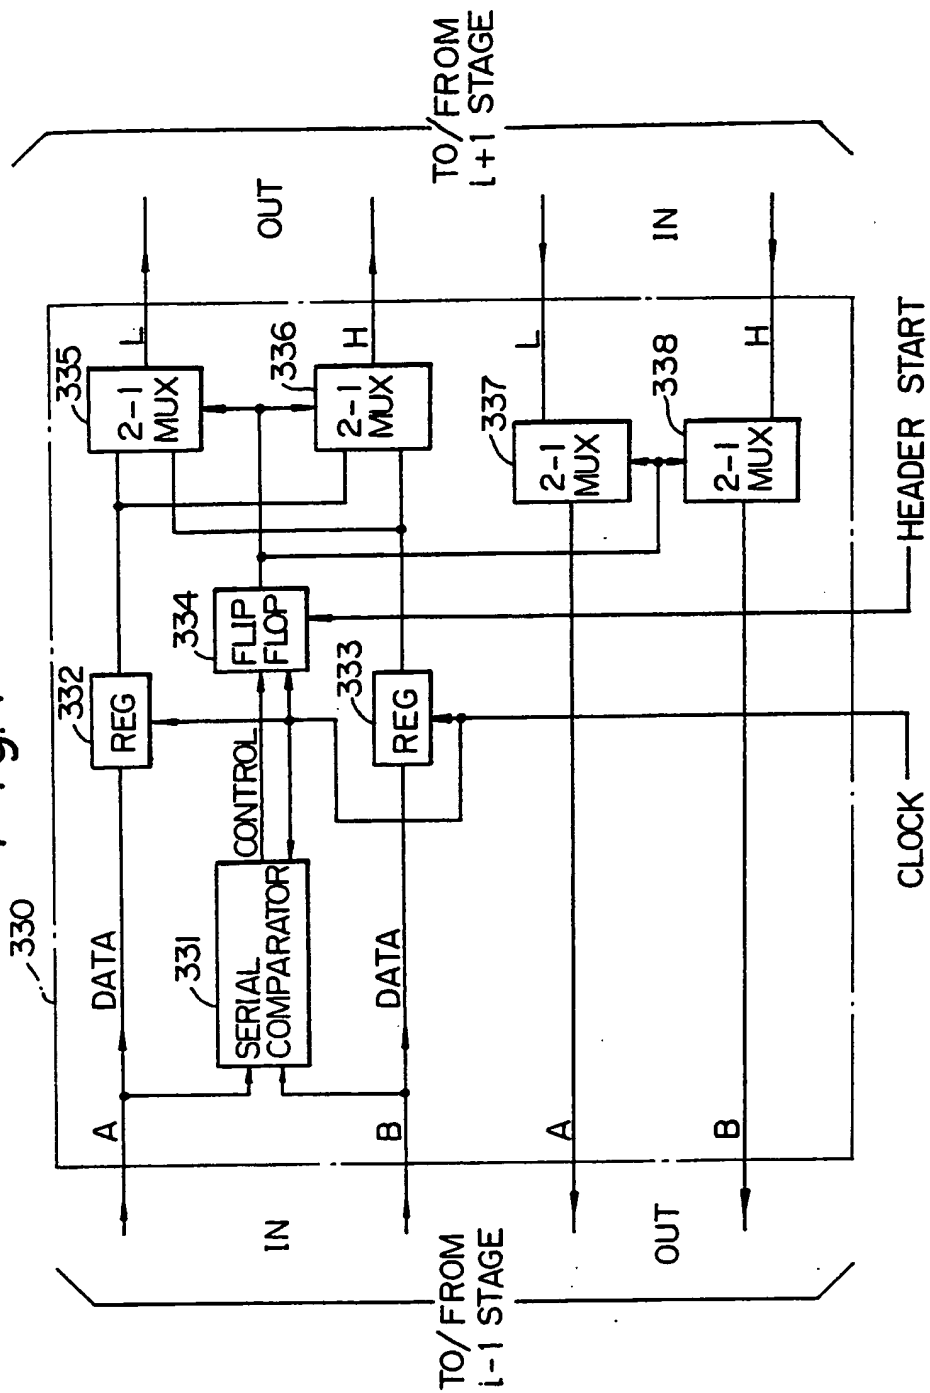 330
A
DATA
332
REG
335
2-1
MUX
L
331
SERIAL
COMPARATOR
CONTROL
334
FLIP
FLOP
336
2-1
MUX
H
B
DATA
333
REG
IN
OUT
A
337
2-1
MUX
L
B
338
2-1
MUX
H
OUT
IN
TO/FROM
i-1 STAGE
TO/FROM
i+1 STAGE
CLOCK
HEADER START